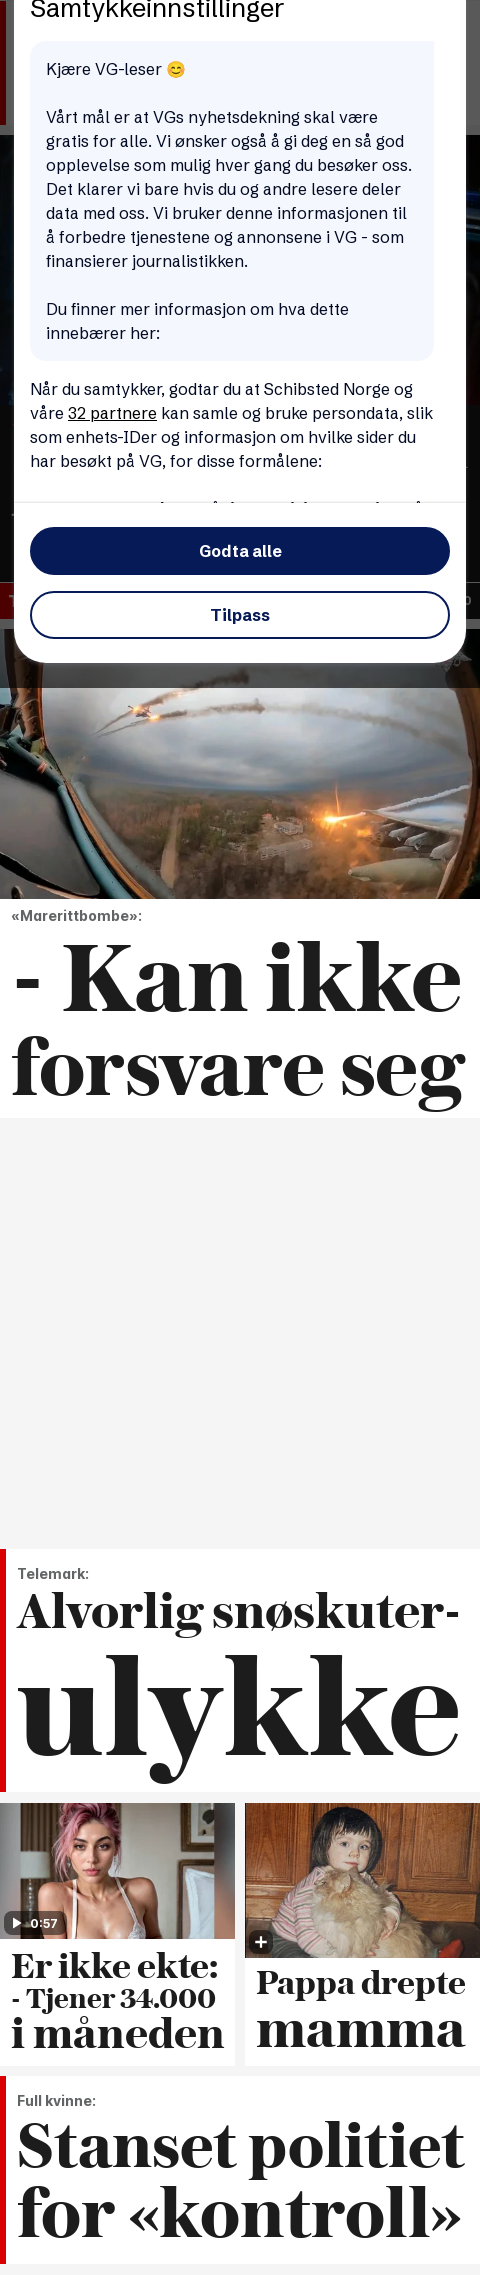 Samtykkeinnstillinger
Kjære VG-leser 😊
Vårt mål er at VGs nyhetsdekning skal være
gratis for alle. Vi ønsker også å gi deg en så god
opplevelse som mulig hver gang du besøker oss.
Det klarer vi bare hvis du og andre lesere deler
data med oss. Vi bruker denne informasjonen til
å forbedre tjenestene og annonsene i VG - som
finansierer journalistikken.
Du finner mer informasjon om hva dette
innebærer her:
Når du samtykker, godtar du at Schibsted Norge og
våre 32 partnere kan samle og bruke persondata, slik
som enhets-IDer og informasjon om hvilke sider du
har besøkt på VG, for disse formålene:
Godta alle
Tilpass
«Marerittbombe»:
- Kan ikke
forsvare seg
Telemark:
Alvorlig snøskuter-
ulykke
0:57
Er ikke ekte:
- Tjener 34.000
i måneden
Pappa drepte
mamma
Full kvinne:
Stanset politiet
for «kontroll»